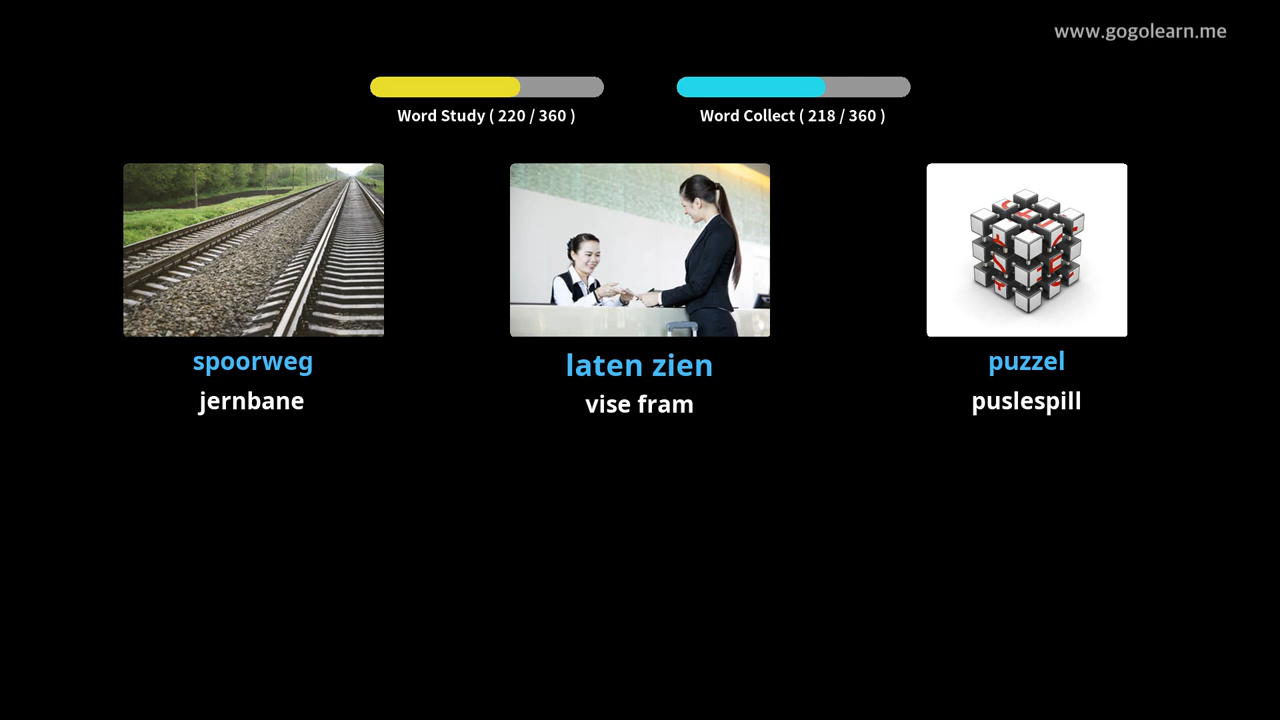 www.gogolearn.me
Word Study ( 220 / 360 )
Word Collect ( 218 / 360 )
spoorweg
laten zien
puzzel
jernbane
vise fram
puslespill